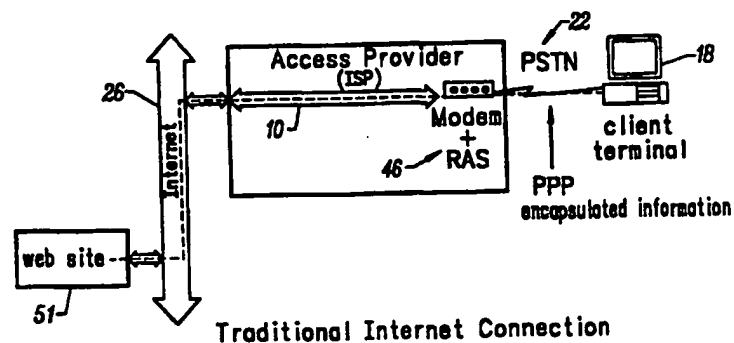 22
Access Provider
(ISP)
PSTN
18
26
10
Modem
+
RAS
46
client
terminal
Internet
PPP
encapsulated information
web site
51
Traditional Internet Connection